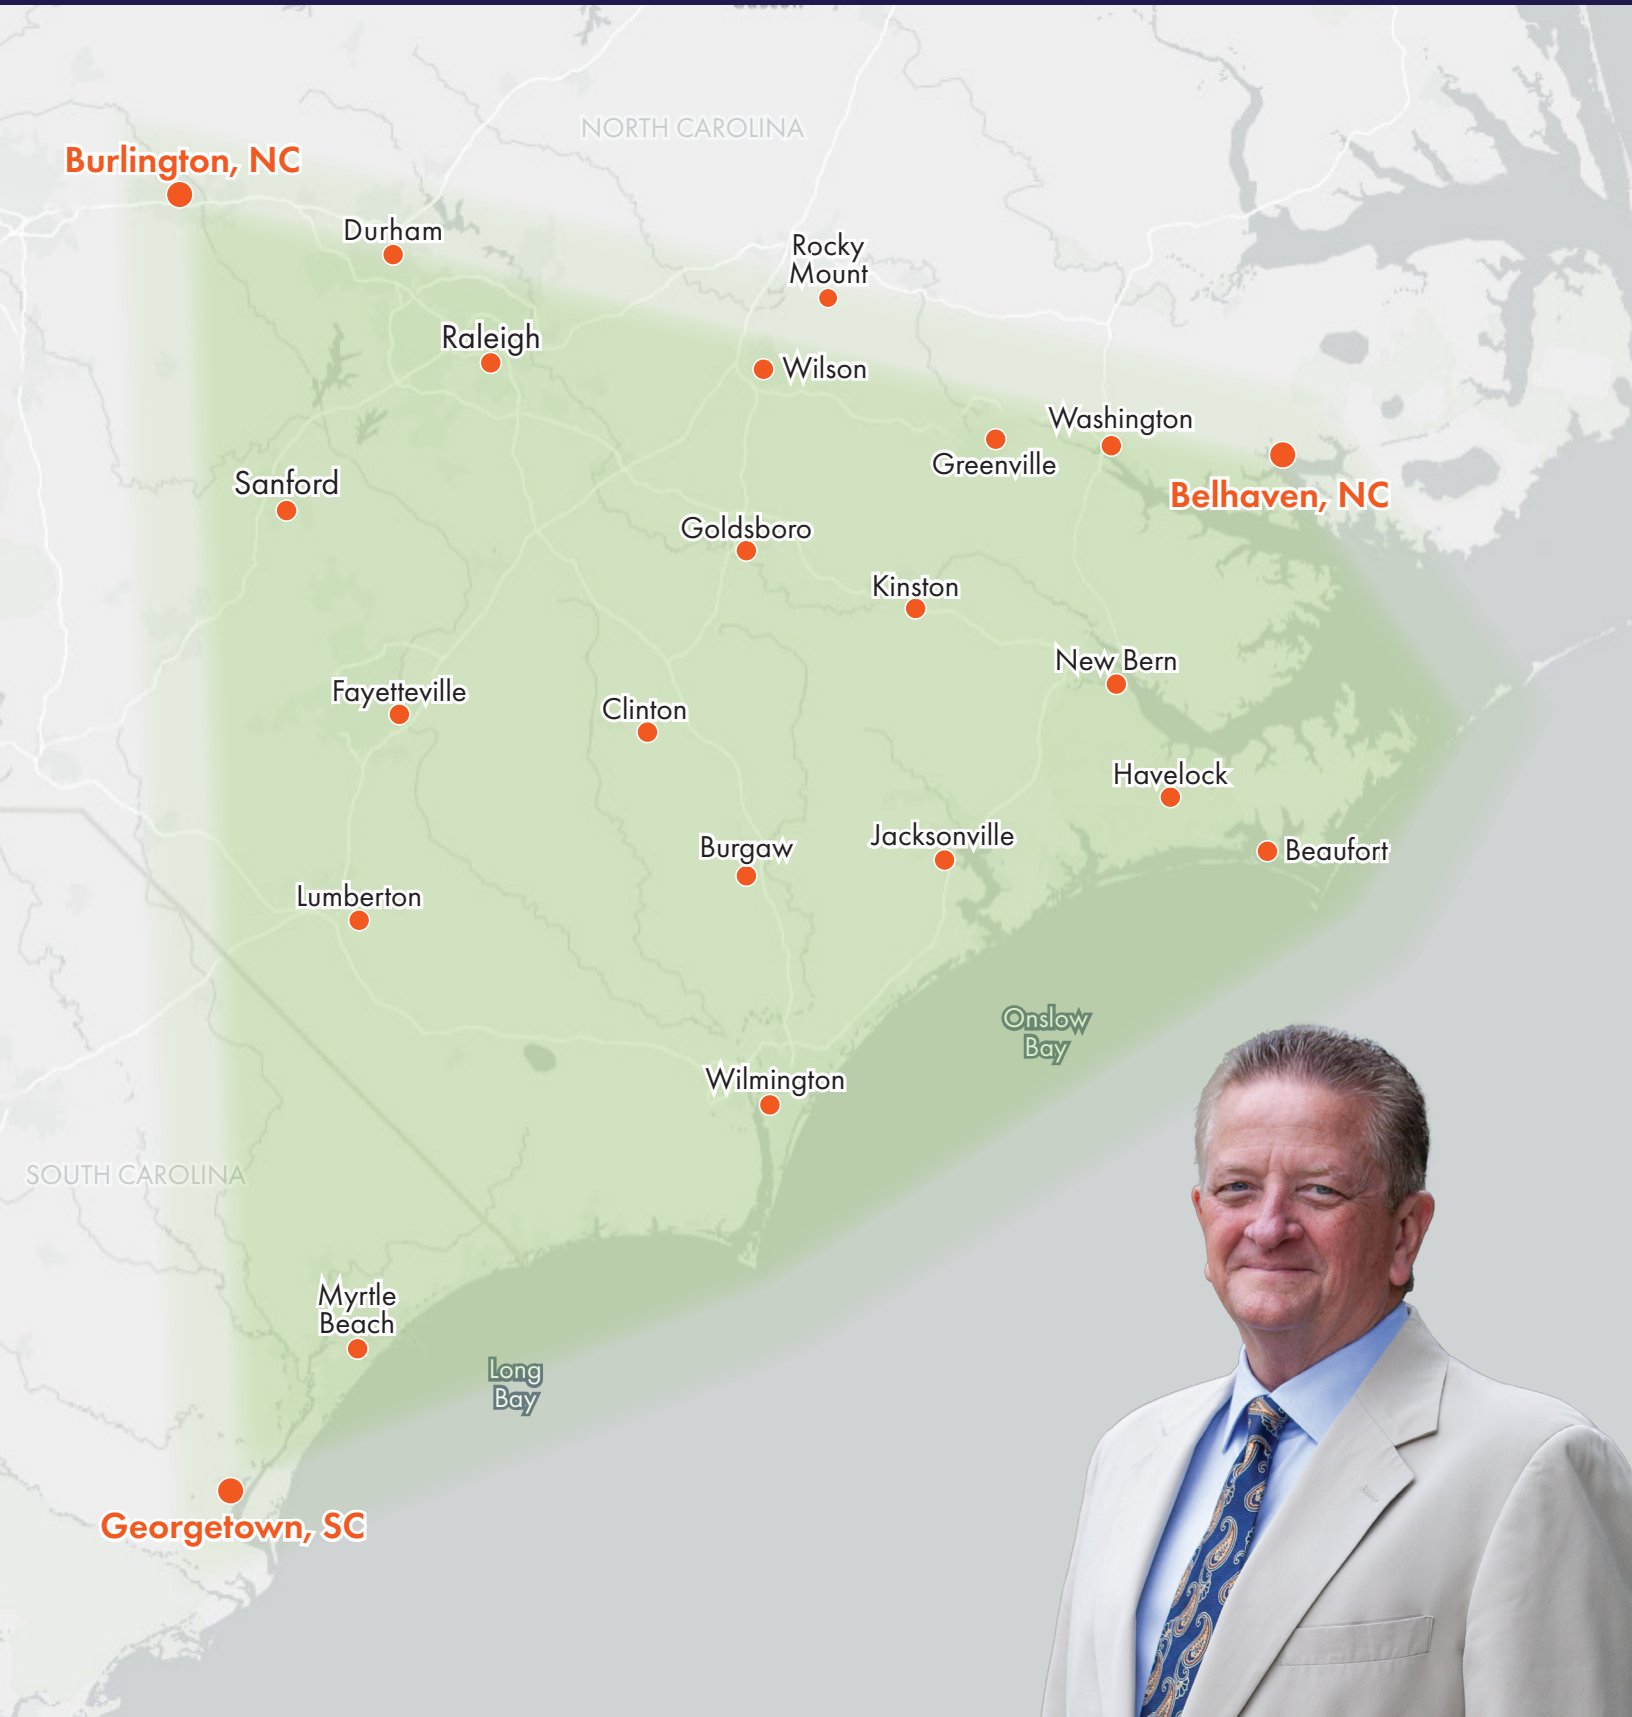 NORTH CAROLINA
Burlington, NC
Durham
Rocky
Mount
Raleigh
Wilson
Washington
Greenville
Belhaven, NC
Sanford
Goldsboro
Kinston
New Bern
Fayetteville
Clinton
Havelock
Jacksonville
Burgaw
Beaufort
Lumberton
Onslow
Bay
Wilmington
SOUTH CAROLINA
Myrtle
Beach
Long
Bay
Georgetown, SC